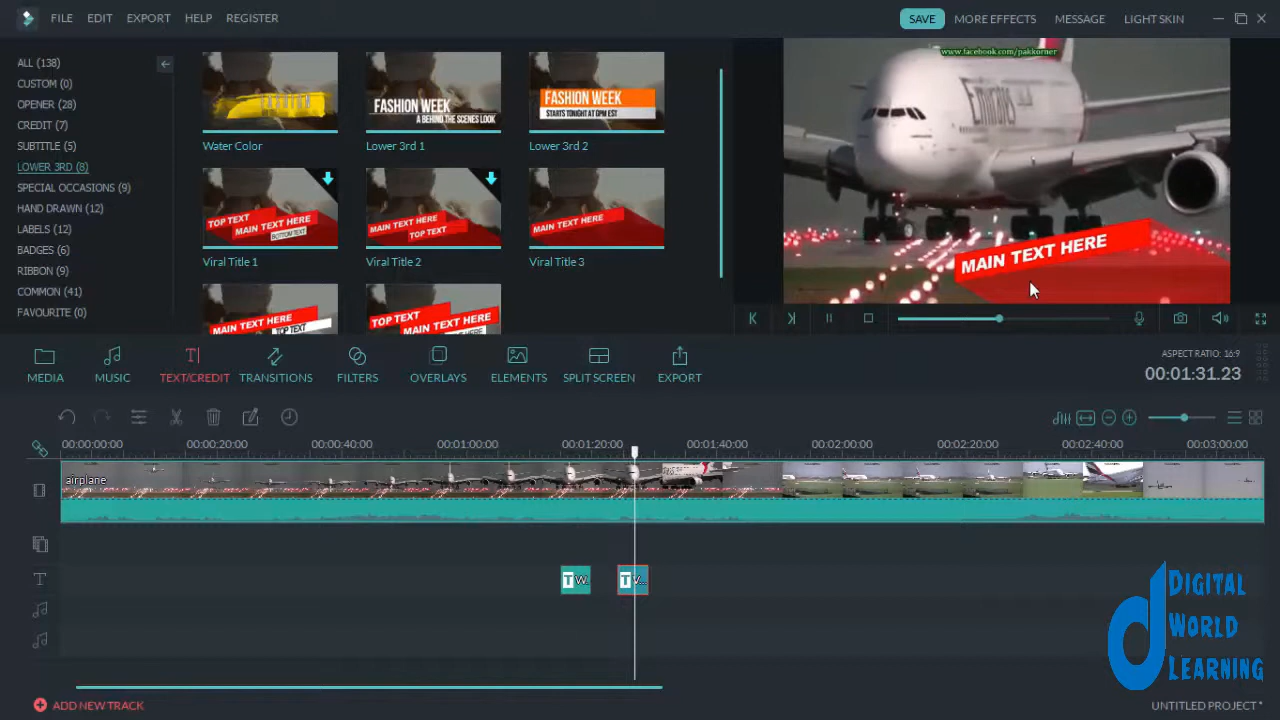 FILE EDIT EXPORT HELP REGISTER SAVE MORE EFFECTS MESSAGE LIGHT SKIN
ALL (138)
CUSTOM (0)
OPENER (28)
CREDIT (7)
SUBTITLE (5)
LOWER 3RD (8)
SPECIAL OCCASIONS (9)
HAND DRAWN (12)
LABELS (12)
BADGES (6)
RIBBON (9)
COMMON (41)
FAVOURITE (0)
FASHION WEEK
A BEHIND THE SCENES LOOK
FASHION WEEK
STARTS TONIGHT AT 0PM EST
Water Color Lower 3rd 1 Lower 3rd 2
TOP TEXT
MAIN TEXT HERE
BOTTOM TEXT
MAIN TEXT HERE
TOP TEXT
MAIN TEXT HERE
Viral Title 1 Viral Title 2 Viral Title 3
MAIN TEXT HERE
TOP TEXT
TOP TEXT
MAIN TEXT HERE
www.facebook.com/pakkorner
Emirates
MAIN TEXT HERE
MEDIA MUSIC TEXT/CREDIT TRANSITIONS FILTERS OVERLAYS ELEMENTS SPLIT SCREEN EXPORT
ASPECT RATIO: 16:9
00:01:31.23
00:00:00:00 00:00:20:00 00:00:40:00 00:01:00:00 00:01:20:00 00:01:40:00 00:02:00:00 00:02:20:00 00:02:40:00 00:03:00:00
airplane
T W.
T V...
T
DIGITAL
WORLD
LEARNING
ADD NEW TRACK
UNTITLED PROJECT *